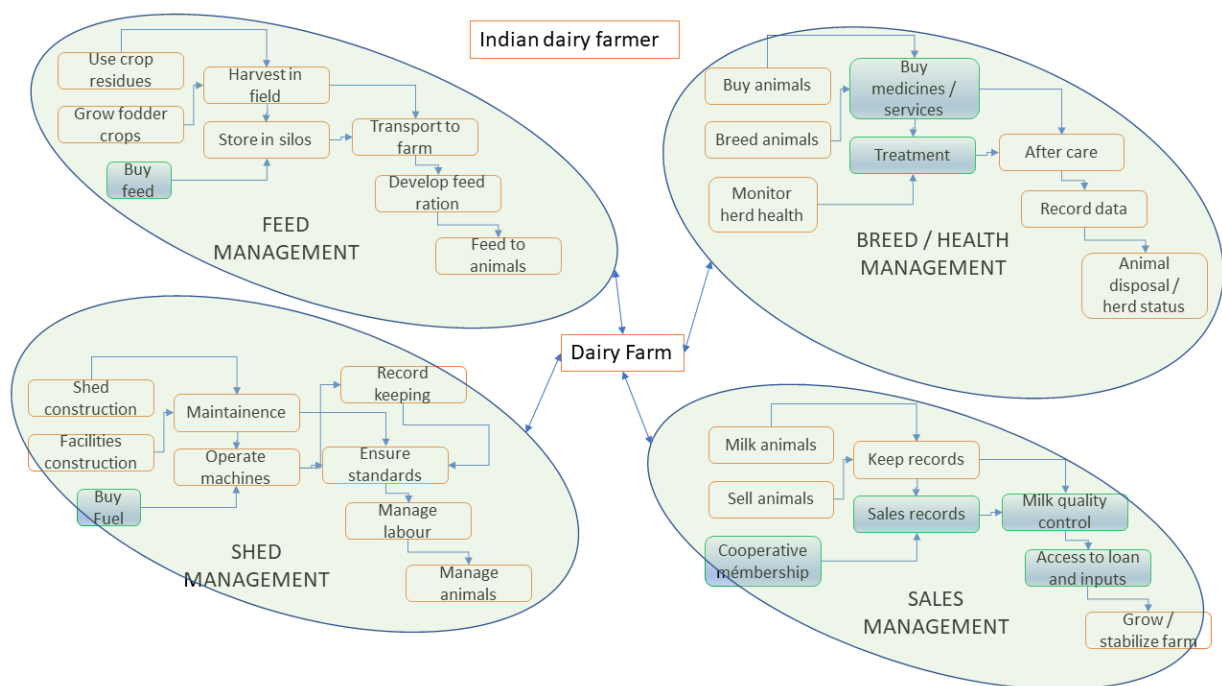 Indian dairy farmer
Use crop
residues
Harvest in
field
Grow fodder
crops
Store in silos
Transport to
farm
Buy
feed
Develop feed
ration
Feed to
animals
FEED
MANAGEMENT
Buy animals
Buy
medicines /
services
Breed animals
Treatment
After care
Monitor
herd health
Record data
Animal
disposal /
herd status
BREED / HEALTH
MANAGEMENT
Dairy Farm
Shed
construction
Maintainence
Record
keeping
Facilities
construction
Operate
machines
Ensure
standards
Buy
Fuel
Manage
labour
Manage
animals
SHED
MANAGEMENT
Milk animals
Keep records
Sell animals
Sales records
Milk quality
control
Cooperative
membership
Access to loan
and inputs
Grow /
stabilize farm
SALES
MANAGEMENT